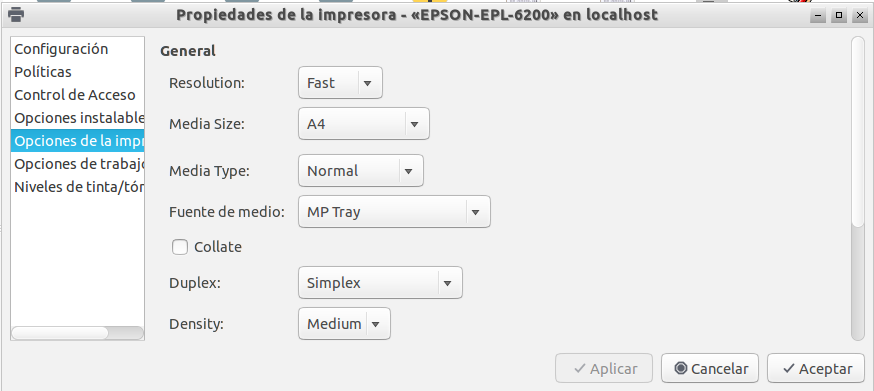 Propiedades de la impresora - «EPSON-EPL-6200» en localhost
Configuración
Políticas
Control de Acceso
Opciones instalable
Opciones de la impr
Opciones de trabajo
Niveles de tinta/tón
General
Resolution: Fast
Media Size: A4
Media Type: Normal
Fuente de medio: MP Tray
Collate
Duplex: Simplex
Density: Medium
Aplicar Cancelar Aceptar